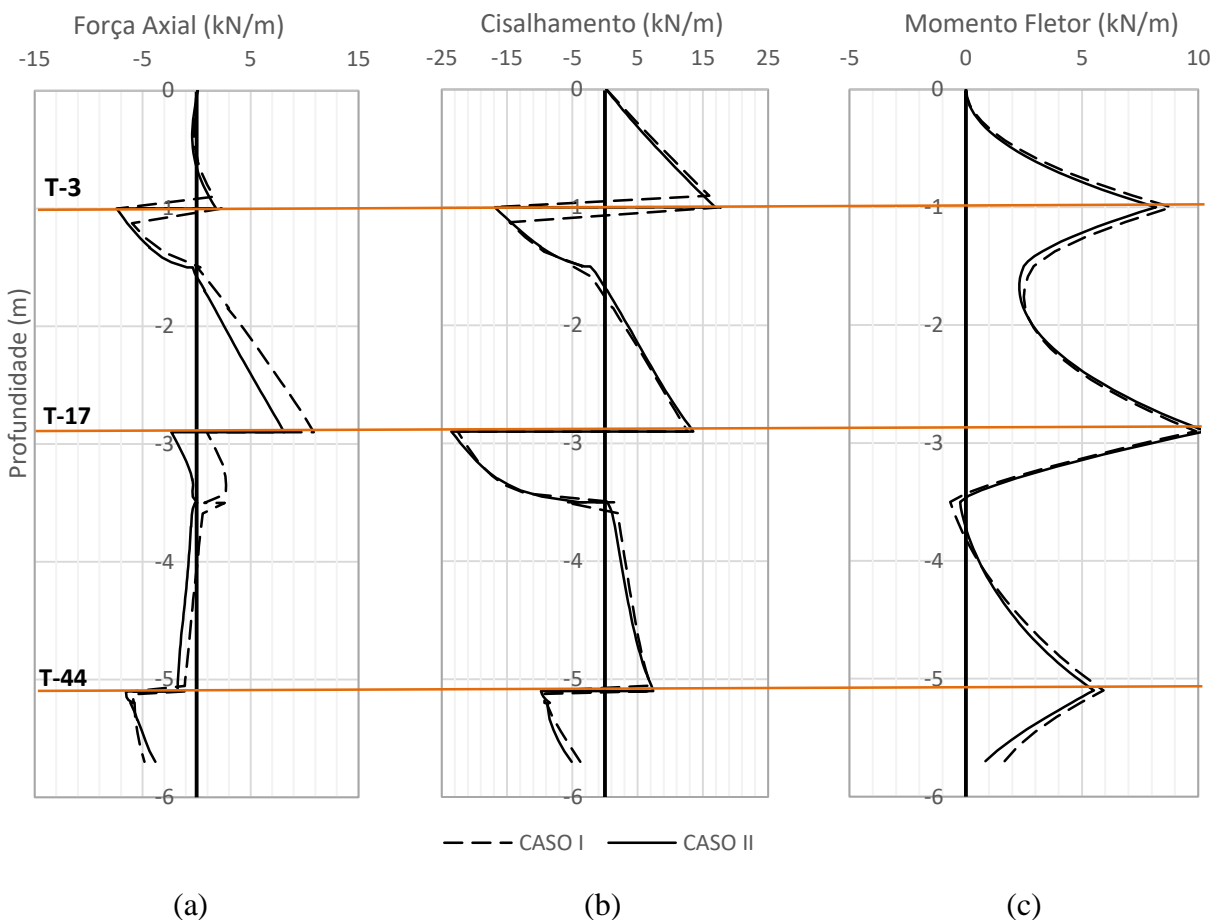 Força Axial (kN/m)
-15 -5 5 15
Cisalhamento (kN/m)
-25 -15 -5 5 15 25
Momento Fletor (kN/m)
-5 0 5 10
Profundidade (m)
0
-1
-2
-3
-4
-5
-6
0
-1
-2
-3
-4
-5
-6
0
-1
-2
-3
-4
-5
-6
T-3
T-17
T-44
CASO I CASO II
(a) (b) (c)